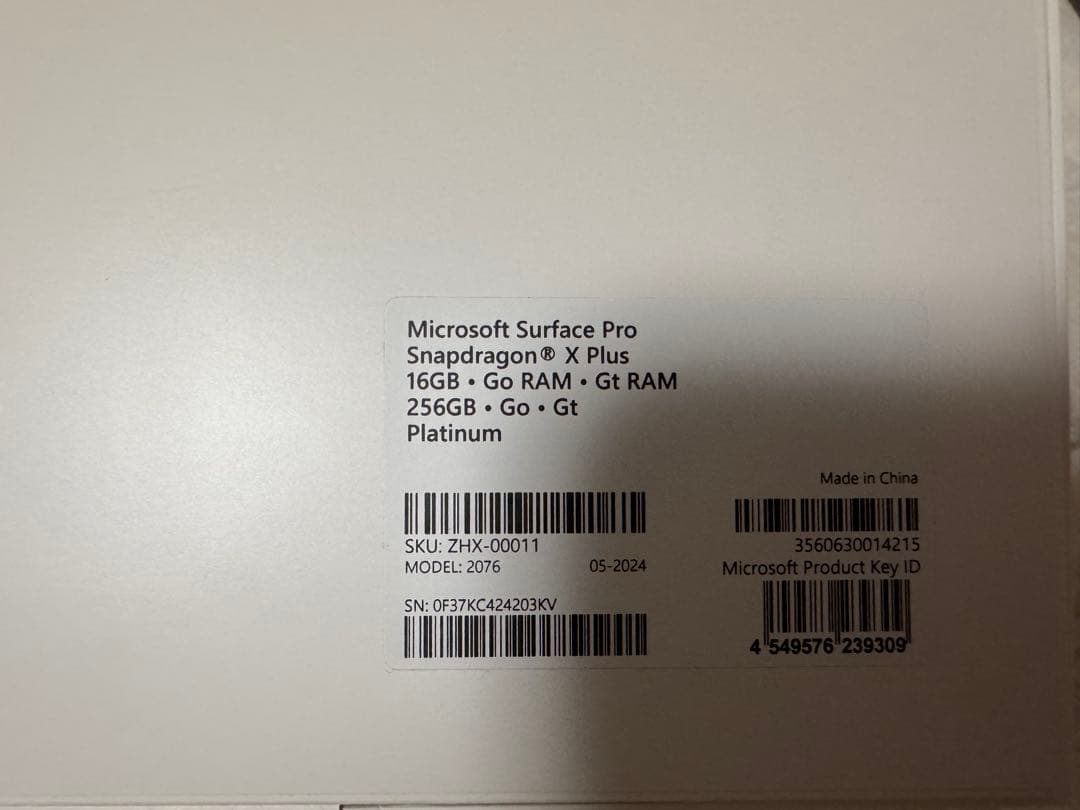 Microsoft Surface Pro
Snapdragon® X Plus
16GB • Go RAM • Gt RAM
256GB • Go • Gt
Platinum
Made in China
SKU: ZHX-00011
3560630014215
MODEL: 2076 05-2024
Microsoft Product Key ID
SN: 0F37KC424203KV
4 549576 239309